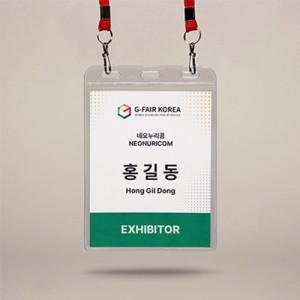 G-FAIR KOREA
네오누리콤
NEONURICOM
홍 길 동
Hong Gil Dong
EXHIBITOR